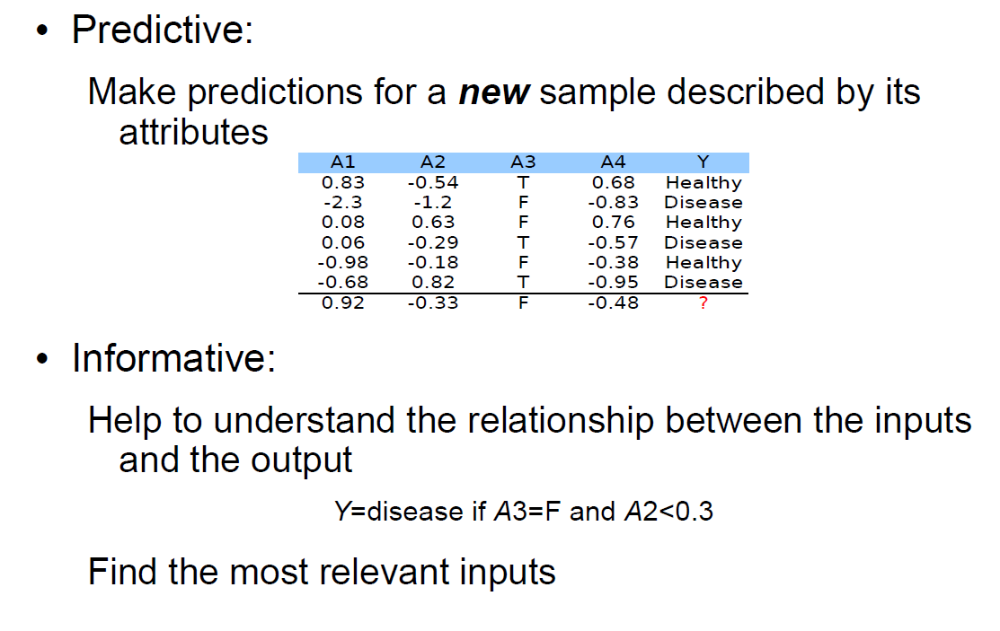 • Predictive:
Make predictions for a new sample described by its
attributes
A1 A2 A3 A4 Y
0.83 -0.54 T 0.68 Healthy
-2.3 -1.2 F -0.83 Disease
0.08 0.63 F 0.76 Healthy
0.06 -0.29 T -0.57 Disease
-0.98 -0.18 F -0.38 Healthy
-0.68 0.82 T -0.95 Disease
0.92 -0.33 F -0.48 ?
• Informative:
Help to understand the relationship between the inputs
and the output
Y=disease if A3=F and A2<0.3
Find the most relevant inputs